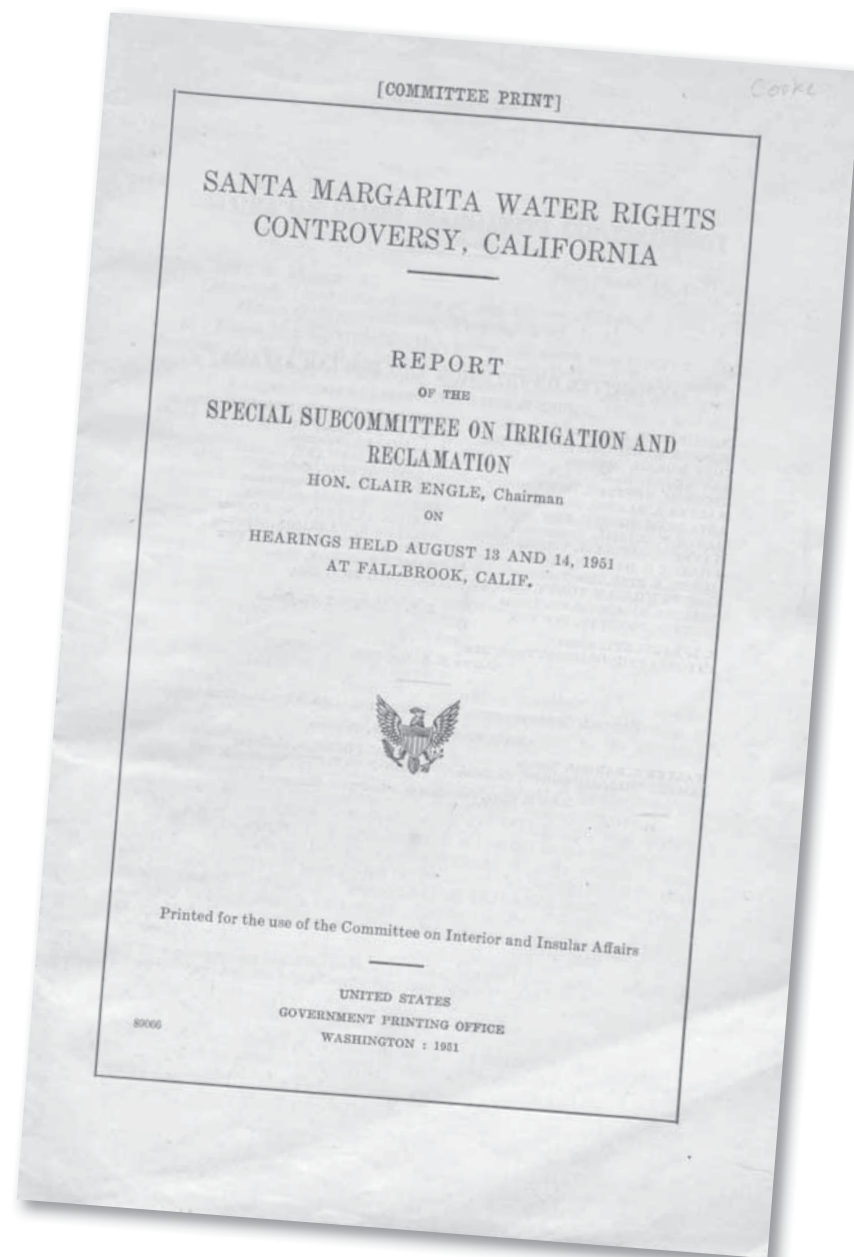 [COMMITTEE PRINT]
Cooke
SANTA MARGARITA WATER RIGHTS
CONTROVERSY, CALIFORNIA
REPORT
OF THE
SPECIAL SUBCOMMITTEE ON IRRIGATION AND
RECLAMATION
HON. CLAIR ENGLE, Chairman
ON
HEARINGS HELD AUGUST 13 AND 14, 1951
AT FALLBROOK, CALIF.
Printed for the use of the Committee on Interior and Insular Affairs
UNITED STATES
GOVERNMENT PRINTING OFFICE
WASHINGTON : 1951
89066